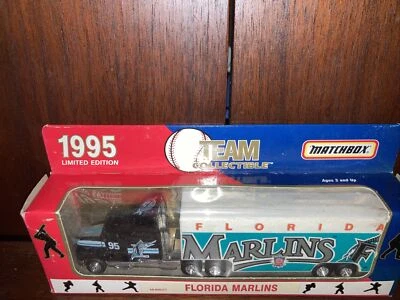 1995
LIMITED EDITION
TEAM
COLLECTIBLE
MATCHBOX
Ages 3 and Up
95
FLORIDA
MARLINS
F
FLORIDA MARLINS